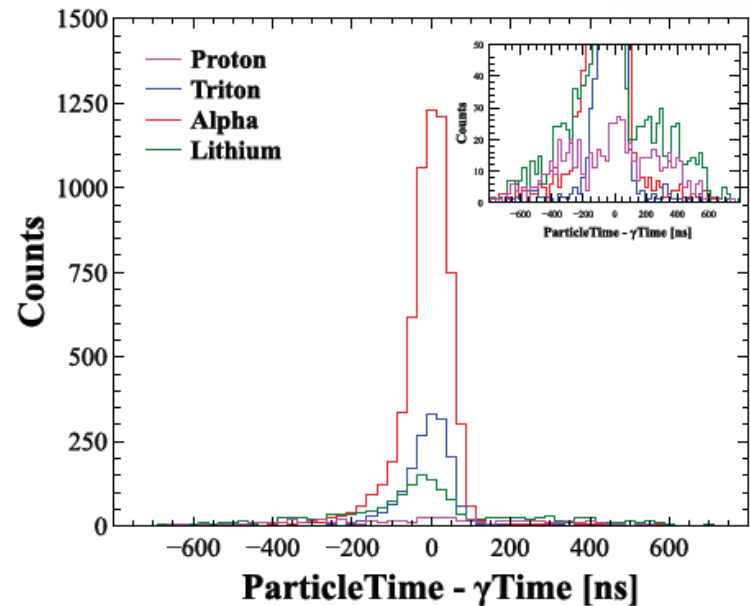 1500
1250
1000
750
500
250
0
Counts
Proton
Triton
Alpha
Lithium
50
40
30
20
10
0
Counts
−600 −400 −200 0 200 400 600
ParticleTime - γTime [ns]
−600 −400 −200 0 200 400 600
ParticleTime - γTime [ns]